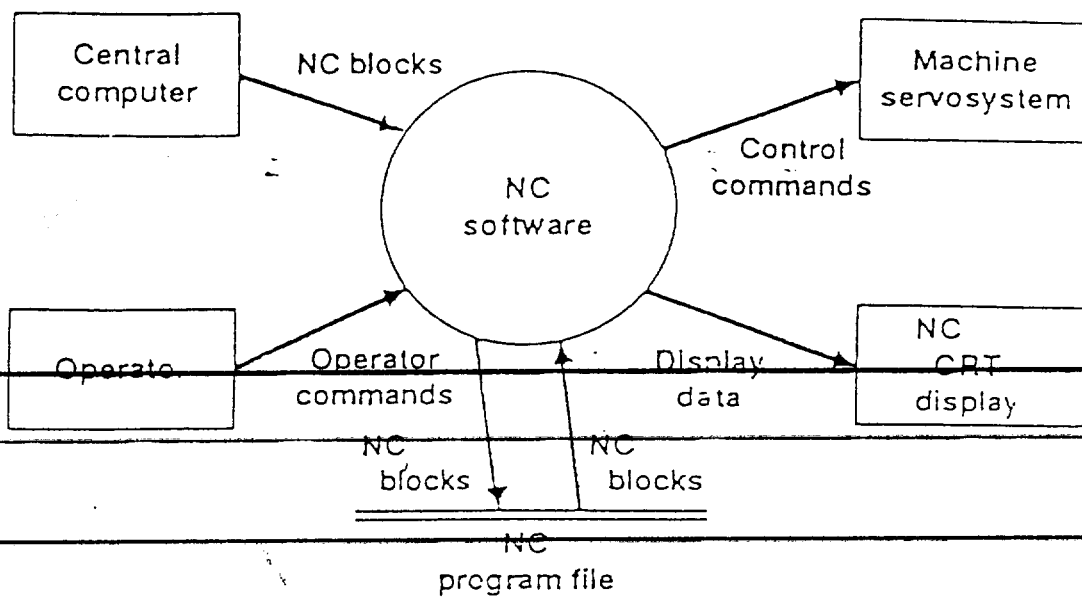 Central
computer
NC blocks
Machine
servosystem
Control
commands
NC
software
Operator
commands
Display
data
NC
CRT
display
NC
blocks
NC
blocks
NC
program file